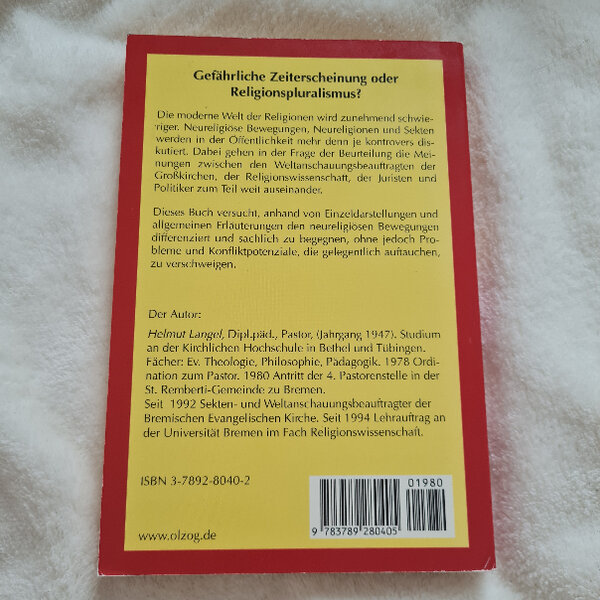 Gefährliche Zeiterscheinung oder
Religionspluralismus?
Die moderne Welt der Religionen wird zunehmend schwie-
riger. Neureligiöse Bewegungen, Neureligionen und Sekten
werden in der Öffentlichkeit mehr denn je kontrovers dis-
kutiert. Dabei gehen in der Frage der Beurteilung die Mei-
nungen zwischen den Weltanschauungsbeauftragten der
Großkirchen, der Religionswissenschaft, der Juristen und
Politiker zum Teil weit auseinander.
Dieses Buch versucht, anhand von Einzeldarstellungen und
allgemeinen Erläuterungen den neureligiösen Bewegungen
differenziert und sachlich zu begegnen, ohne jedoch Pro-
bleme und Konfliktpotenziale, die gelegentlich auftauchen,
zu verschweigen.
Der Autor:
Helmut Langel, Dipl.päd., Pastor, (Jahrgang 1947). Studium
an der Kirchlichen Hochschule in Bethel und Tübingen.
Fächer: Ev. Theologie, Philosophie, Pädagogik. 1978 Ordi-
nation zum Pastor. 1980 Antritt der 4. Pastorenstelle in der
St. Remberti-Gemeinde zu Bremen.
Seit 1992 Sekten- und Weltanschauungsbeauftragter der
Bremischen Evangelischen Kirche. Seit 1994 Lehrauftrag an
der Universität Bremen im Fach Religionswissenschaft.
ISBN 3-7892-8040-2
01980
9 783789 280405
www.olzog.de